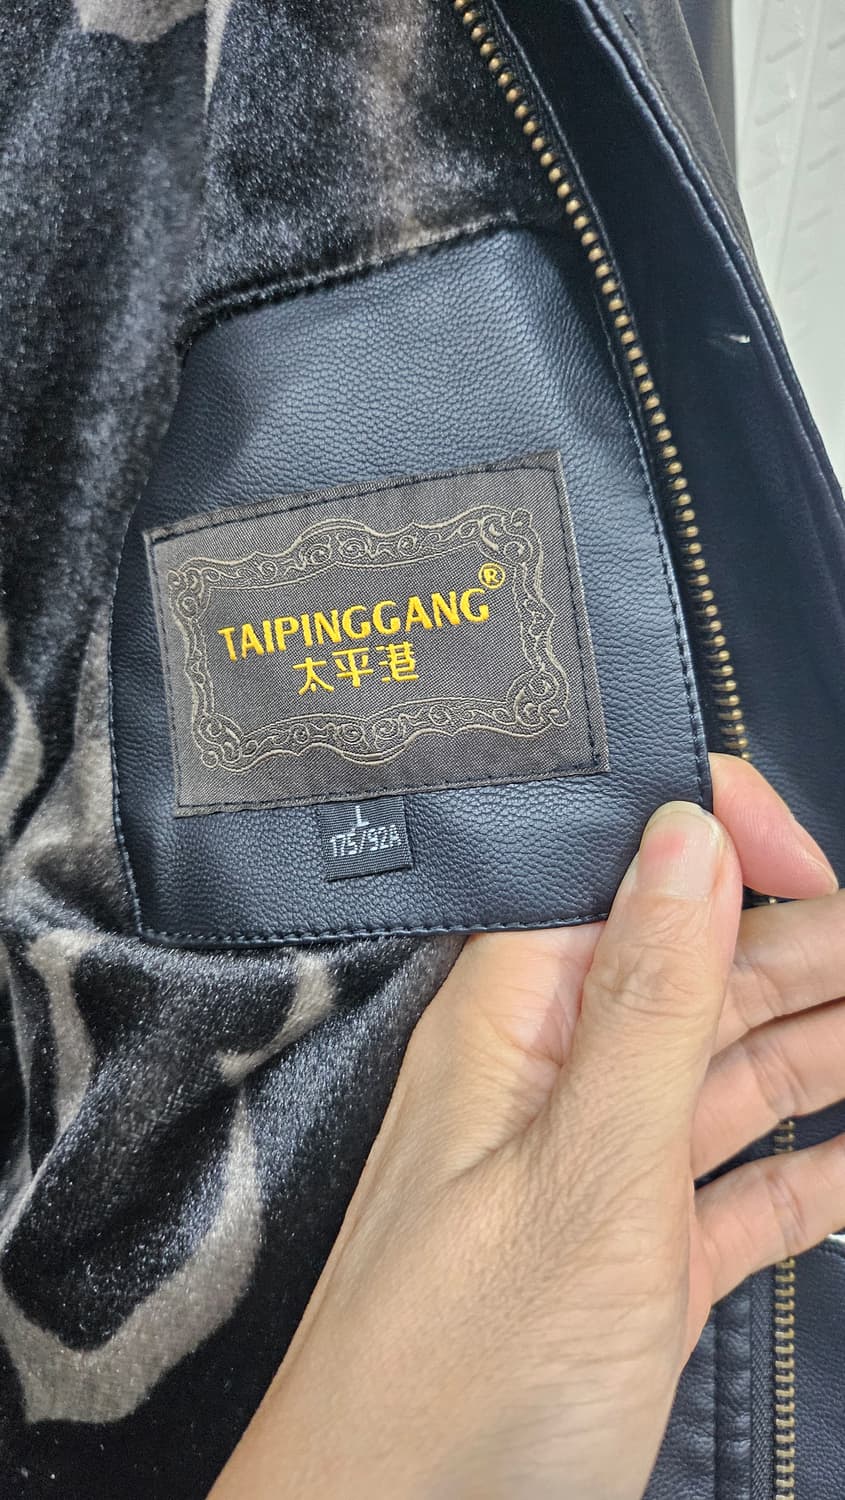 TAIPINGGANG®
太平港
L
175/92A